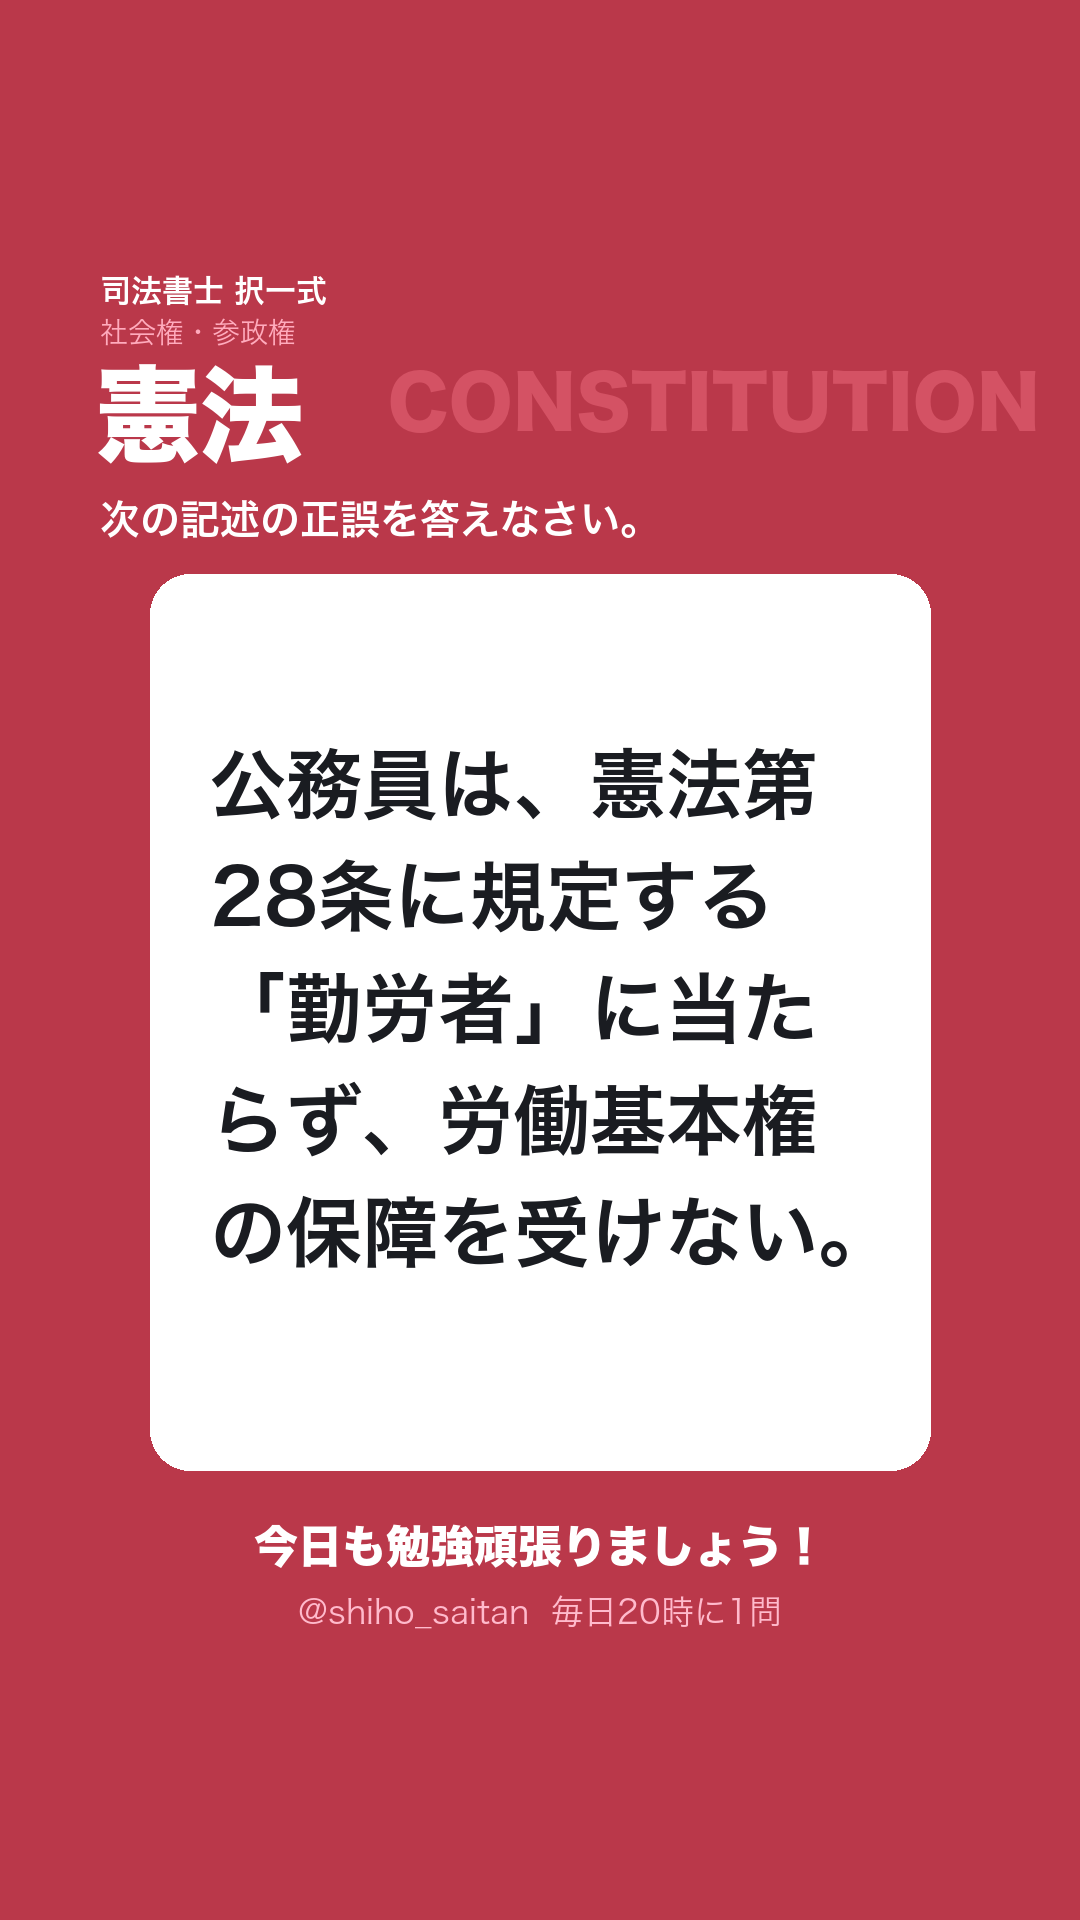 司法書士 択一式
社会権・参政権
憲法
CONSTITUTION
次の記述の正誤を答えなさい。
公務員は、憲法第
28条に規定する
「勤労者」に当た
らず、労働基本権
の保障を受けない。
今日も勉強頑張りましょう！
@shiho_saitan 毎日20時に1問